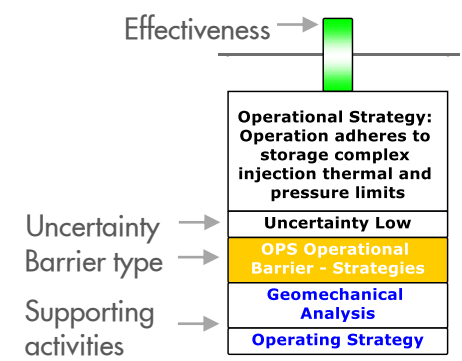 Effectiveness
Operational Strategy:
Operation adheres to
storage complex
injection thermal and
pressure limits
Uncertainty
Uncertainty Low
Barrier type
OPS Operational
Barrier - Strategies
Supporting
activities
Geomechanical
Analysis
Operating Strategy